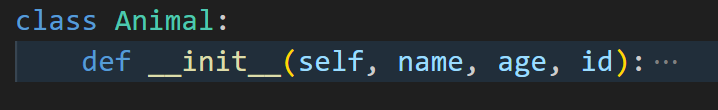 class Animal:
    def __init__(self, name, age, id):⋯